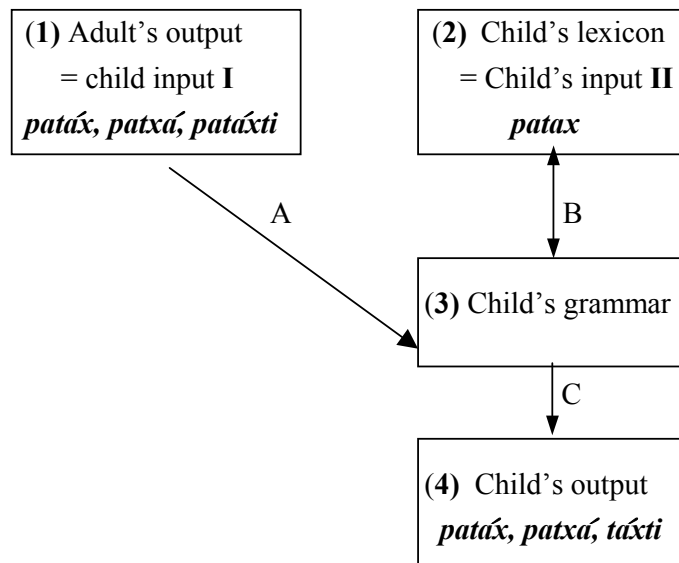 (1) Adult's output
= child input I
patáx, patxá, patáxti
(2) Child's lexicon
= Child's input II
patax
A
B
(3) Child's grammar
C
(4) Child's output
patáx, patxá, táxti